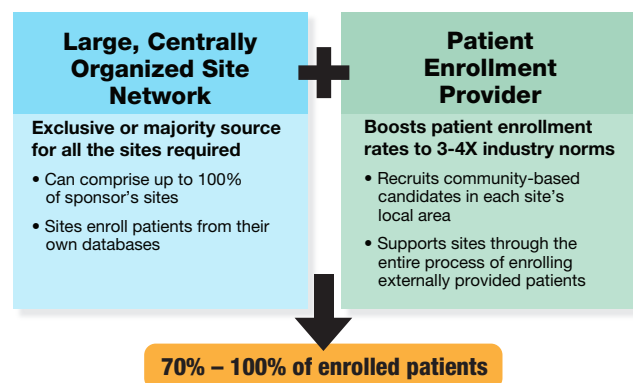 Large, Centrally
Organized Site
Network
Exclusive or majority source
for all the sites required
• Can comprise up to 100%
of sponsor's sites
• Sites enroll patients from their
own databases
+
Patient
Enrollment
Provider
Boosts patient enrollment
rates to 3-4X industry norms
• Recruits community-based
candidates in each site's
local area
• Supports sites through the
entire process of enrolling
externally provided patients
70% – 100% of enrolled patients